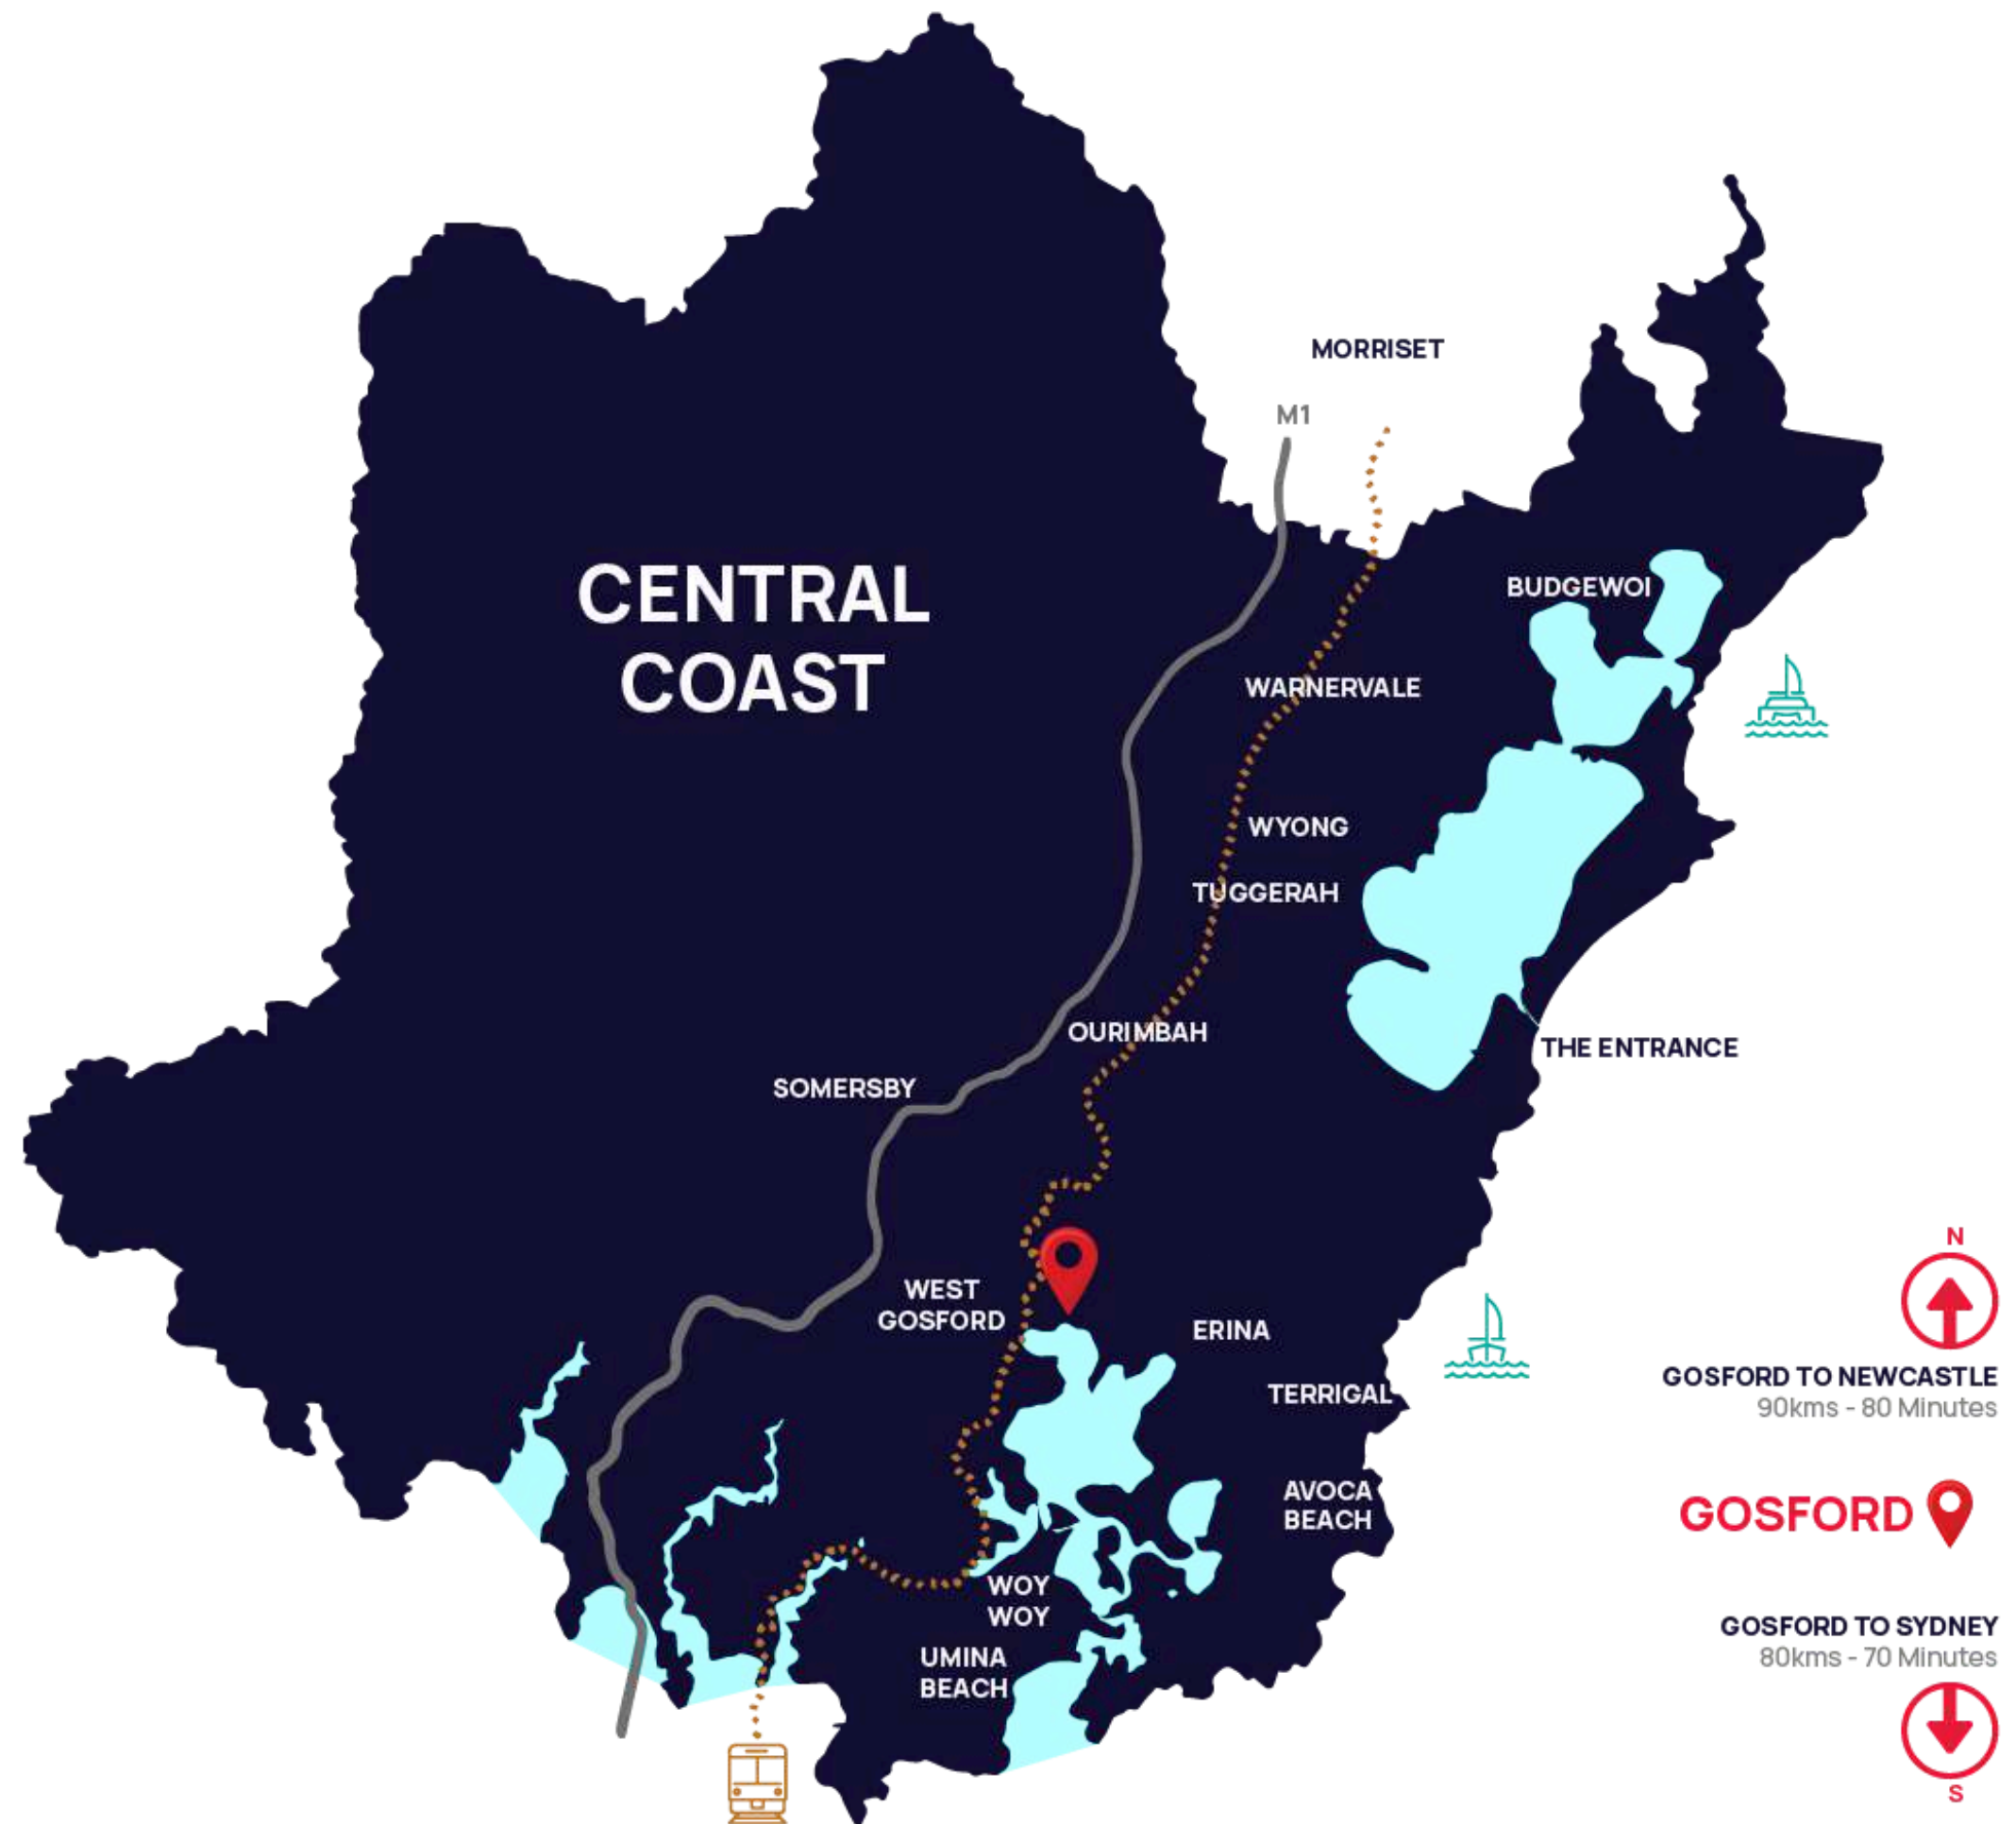 MORRISET
M1
CENTRAL
COAST
BUDGEWOI
WARNERVALE
WYONG
TUGGERAH
OURIMBAH
THE ENTRANCE
SOMERSBY
N
WEST
GOSFORD
ERINA
GOSFORD TO NEWCASTLE
90kms - 80 Minutes
TERRIGAL
AVOCA
BEACH
GOSFORD
WOY
WOY
GOSFORD TO SYDNEY
80kms - 70 Minutes
UMINA
BEACH
S